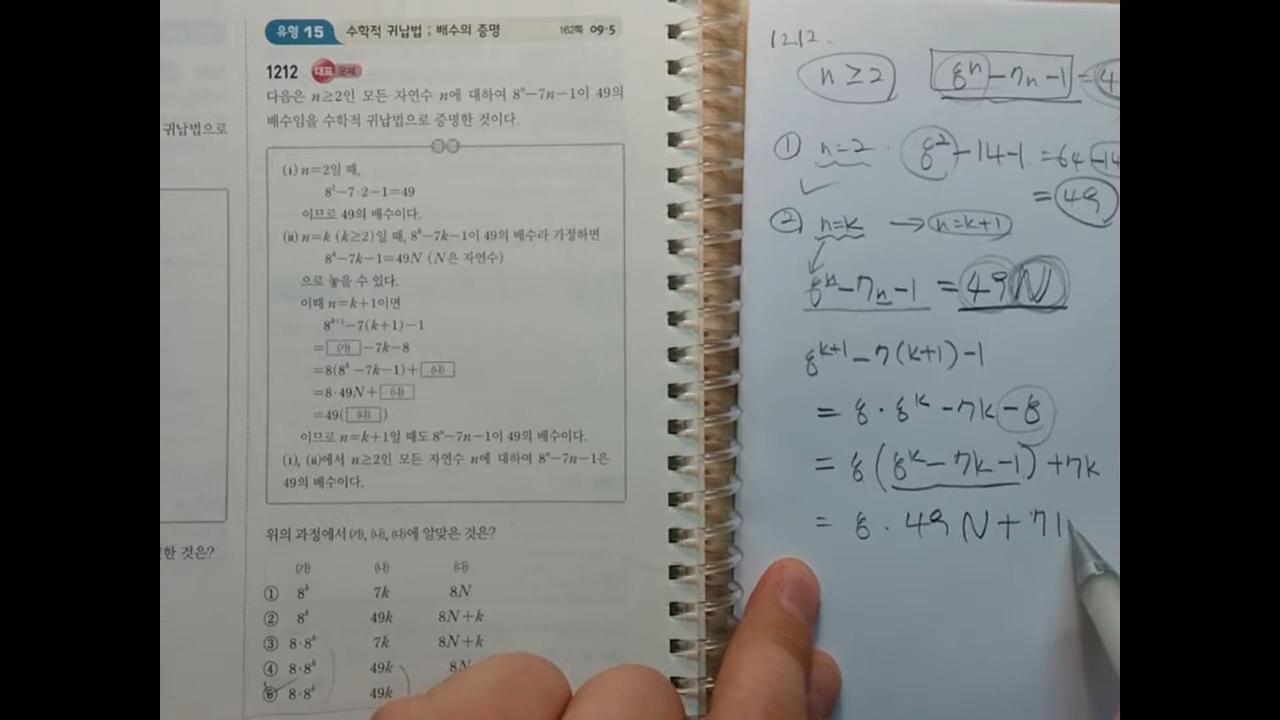 귀납법으로
한 것은?
유형 15 수학적 귀납법 ; 배수의 증명 162쪽 09-5
1212 대표 문제
다음은 n≥2인 모든 자연수 n에 대하여 8ⁿ-7n-1이 49의
배수임을 수학적 귀납법으로 증명한 것이다.
증명
(i) n=2일 때,
8²-7·2-1=49
이므로 49의 배수이다.
(ii) n=k (k≥2)일 때, 8ᵏ-7k-1이 49의 배수라 가정하면
8ᵏ-7k-1=49N (N은 자연수)
으로 놓을 수 있다.
이때 n=k+1이면
8ᵏ⁺¹-7(k+1)-1
= (가) -7k-8
=8(8ᵏ-7k-1)+ (나)
=8·49N+ (나)
=49( (다) )
이므로 n=k+1일 때도 8ⁿ-7n-1이 49의 배수이다.
(i), (ii)에서 n≥2인 모든 자연수 n에 대하여 8ⁿ-7n-1은
49의 배수이다.
위의 과정에서 (가), (나), (다)에 알맞은 것은?
(가) (나) (다)
① 8ᵏ 7k 8N
② 8ᵏ 49k 8N+k
③ 8·8ᵏ 7k 8N+k
④ 8·8ᵏ 49k 8N
⑤ 8·8ᵏ 49k
1212.
n≥2 8ⁿ-7n-1=4
① n=2. 8²-14-1=64-14
=49
② n=k → n=k+1
8ⁿ-7n-1 = 49N
8ᵏ⁺¹-7(k+1)-1
= 8·8ᵏ-7k-8
= 8(8ᵏ-7k-1)+7k
= 8·49N+7